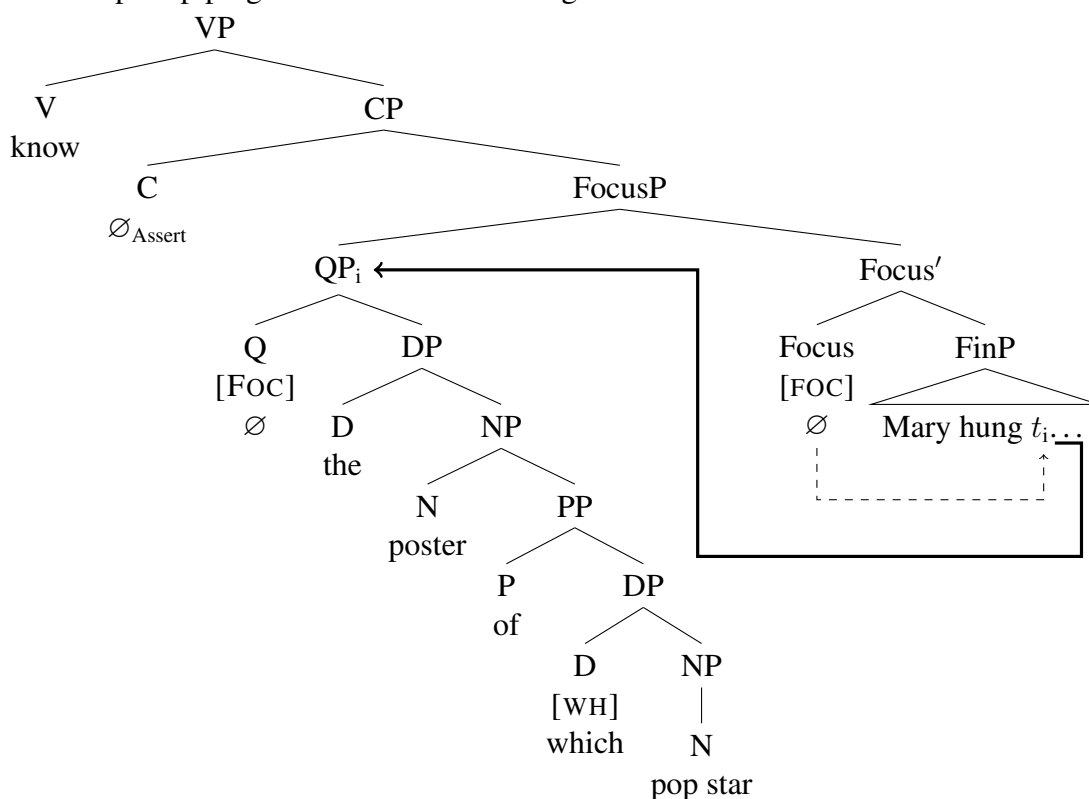 VP
V CP
know
C FocusP
∅Assert
QPi Focus′
Q DP Focus FinP
[FOC] [FOC]
∅ D NP ∅ Mary hung ti…
the
N PP
poster
P DP
of
D NP
[WH]
which N
pop star